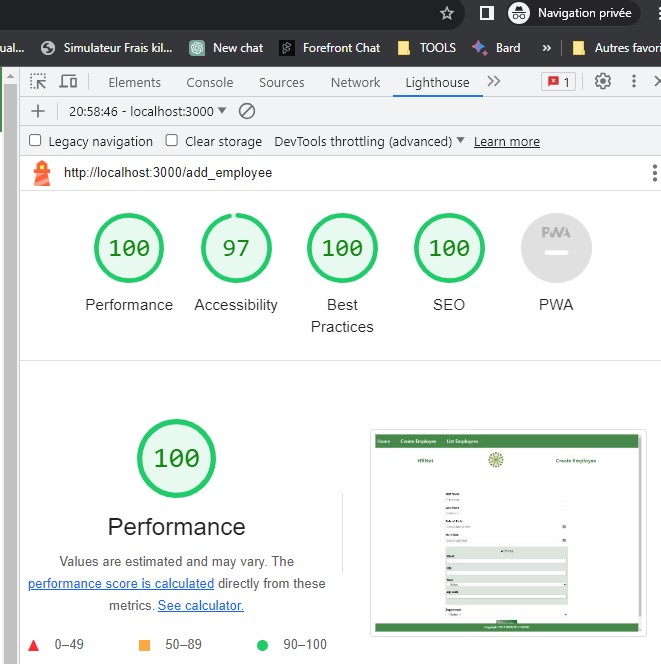 Navigation privée
ual... Simulateur Frais kil... New chat Forefront Chat TOOLS Bard » Autres favori
Elements Console Sources Network Lighthouse 1
20:58:46 - localhost:3000
Legacy navigation Clear storage DevTools throttling (advanced) Learn more
http://localhost:3000/add_employee
100 97 100 100 PWA
Performance Accessibility Best SEO PWA
Practices
100
Performance
Values are estimated and may vary. The
performance score is calculated directly from these
metrics. See calculator.
0–49 50–89 90–100
Home Create Employee List Employees
HRNet Create Employee